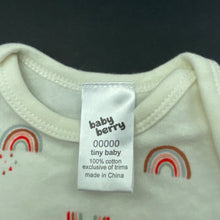 baby
berry
00000
tiny baby
100% cotton
exclusive of trims
made in China